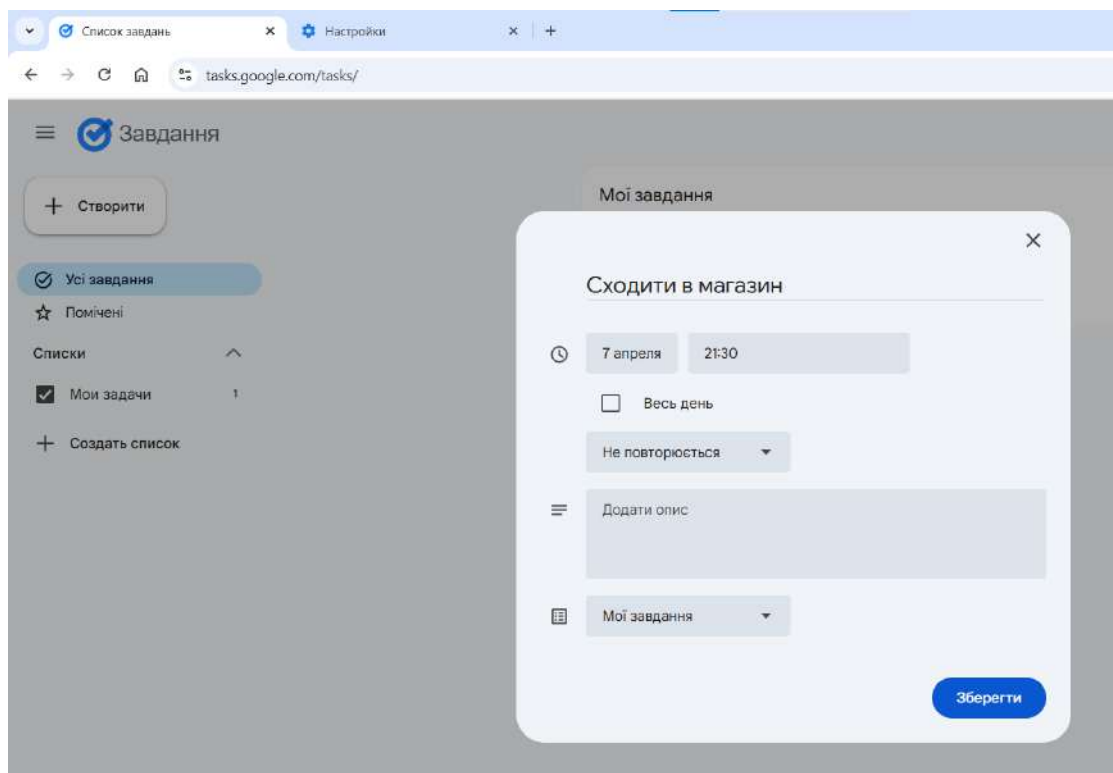 Список завдань
Настройки
tasks.google.com/tasks/
Завдання
Створити
Мої завдання
Усі завдання
Помічені
Списки
Мои задачи 1
Создать список
Сходити в магазин
7 апреля 21:30
Весь день
Не повторюється
Додати опис
Мої завдання
Зберегти